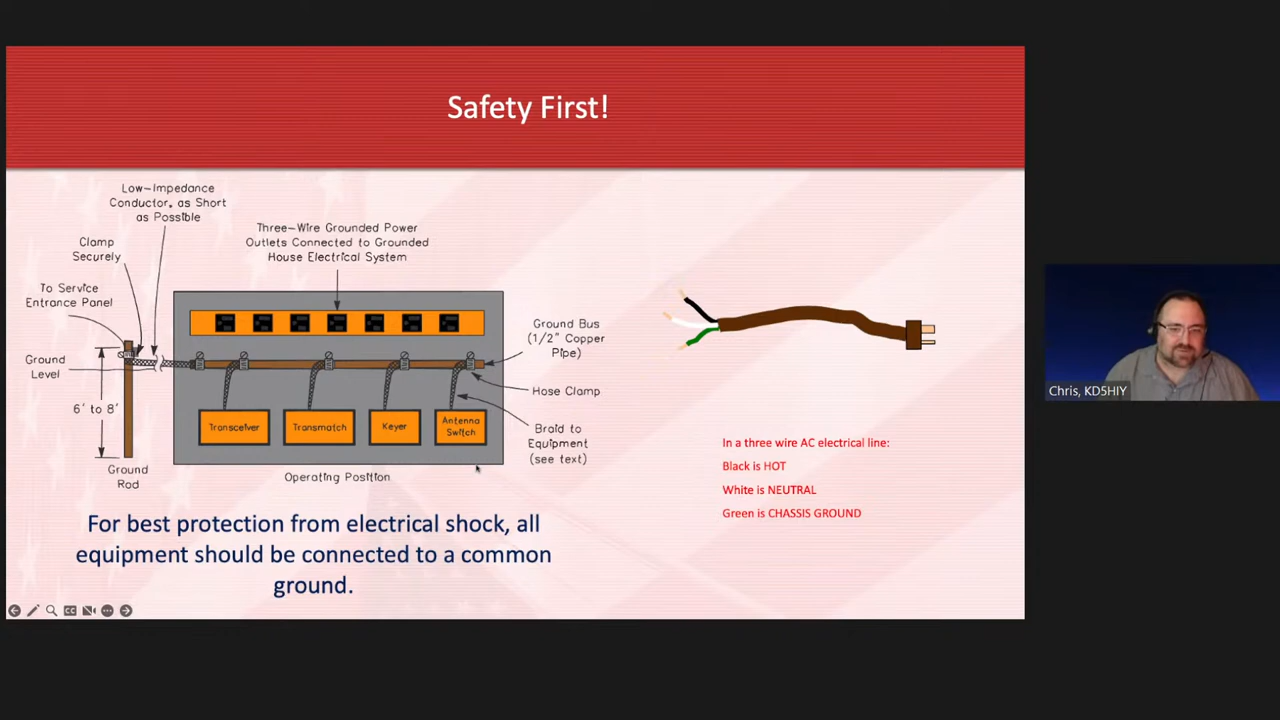 Safety First!
Low-Impedance
Conductor, as Short
as Possible
Clamp
Securely
To Service
Entrance Panel
Ground
Level
6' to 8'
Ground
Rod
Three-Wire Grounded Power
Outlets Connected to Grounded
House Electrical System
Ground Bus
(1/2" Copper
Pipe)
Hose Clamp
Braid to
Equipment
(see text)
Transceiver
Transmatch
Keyer
Antenna
Switch
Operating Position
For best protection from electrical shock, all
equipment should be connected to a common
ground.
In a three wire AC electrical line:
Black is HOT
White is NEUTRAL
Green is CHASSIS GROUND
CC
Chris, KD5HIY